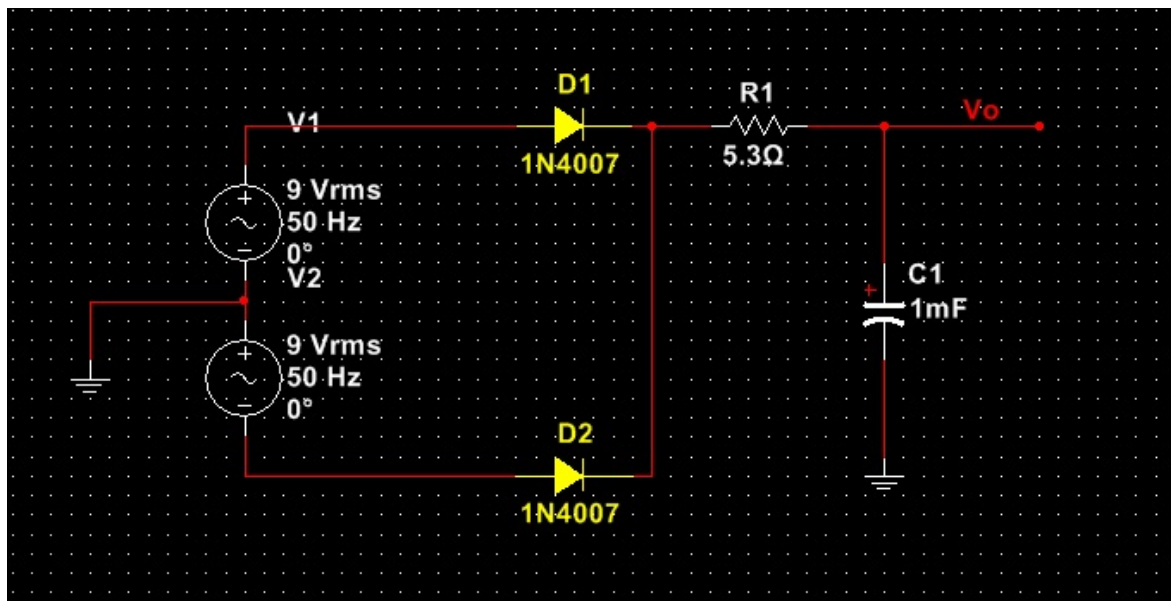 D1
1N4007
R1
5.3Ω
Vo
V1
9 Vrms
50 Hz
0°
V2
9 Vrms
50 Hz
0°
+
C1
1mF
D2
1N4007